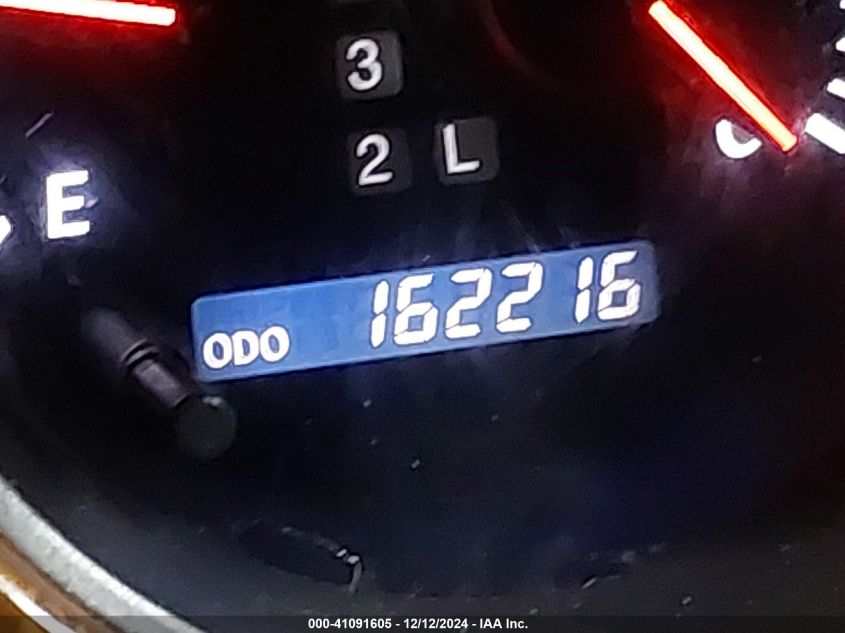 3
2 L
E
ODO 162216
000-41091605 - 12/12/2024 - IAA Inc.